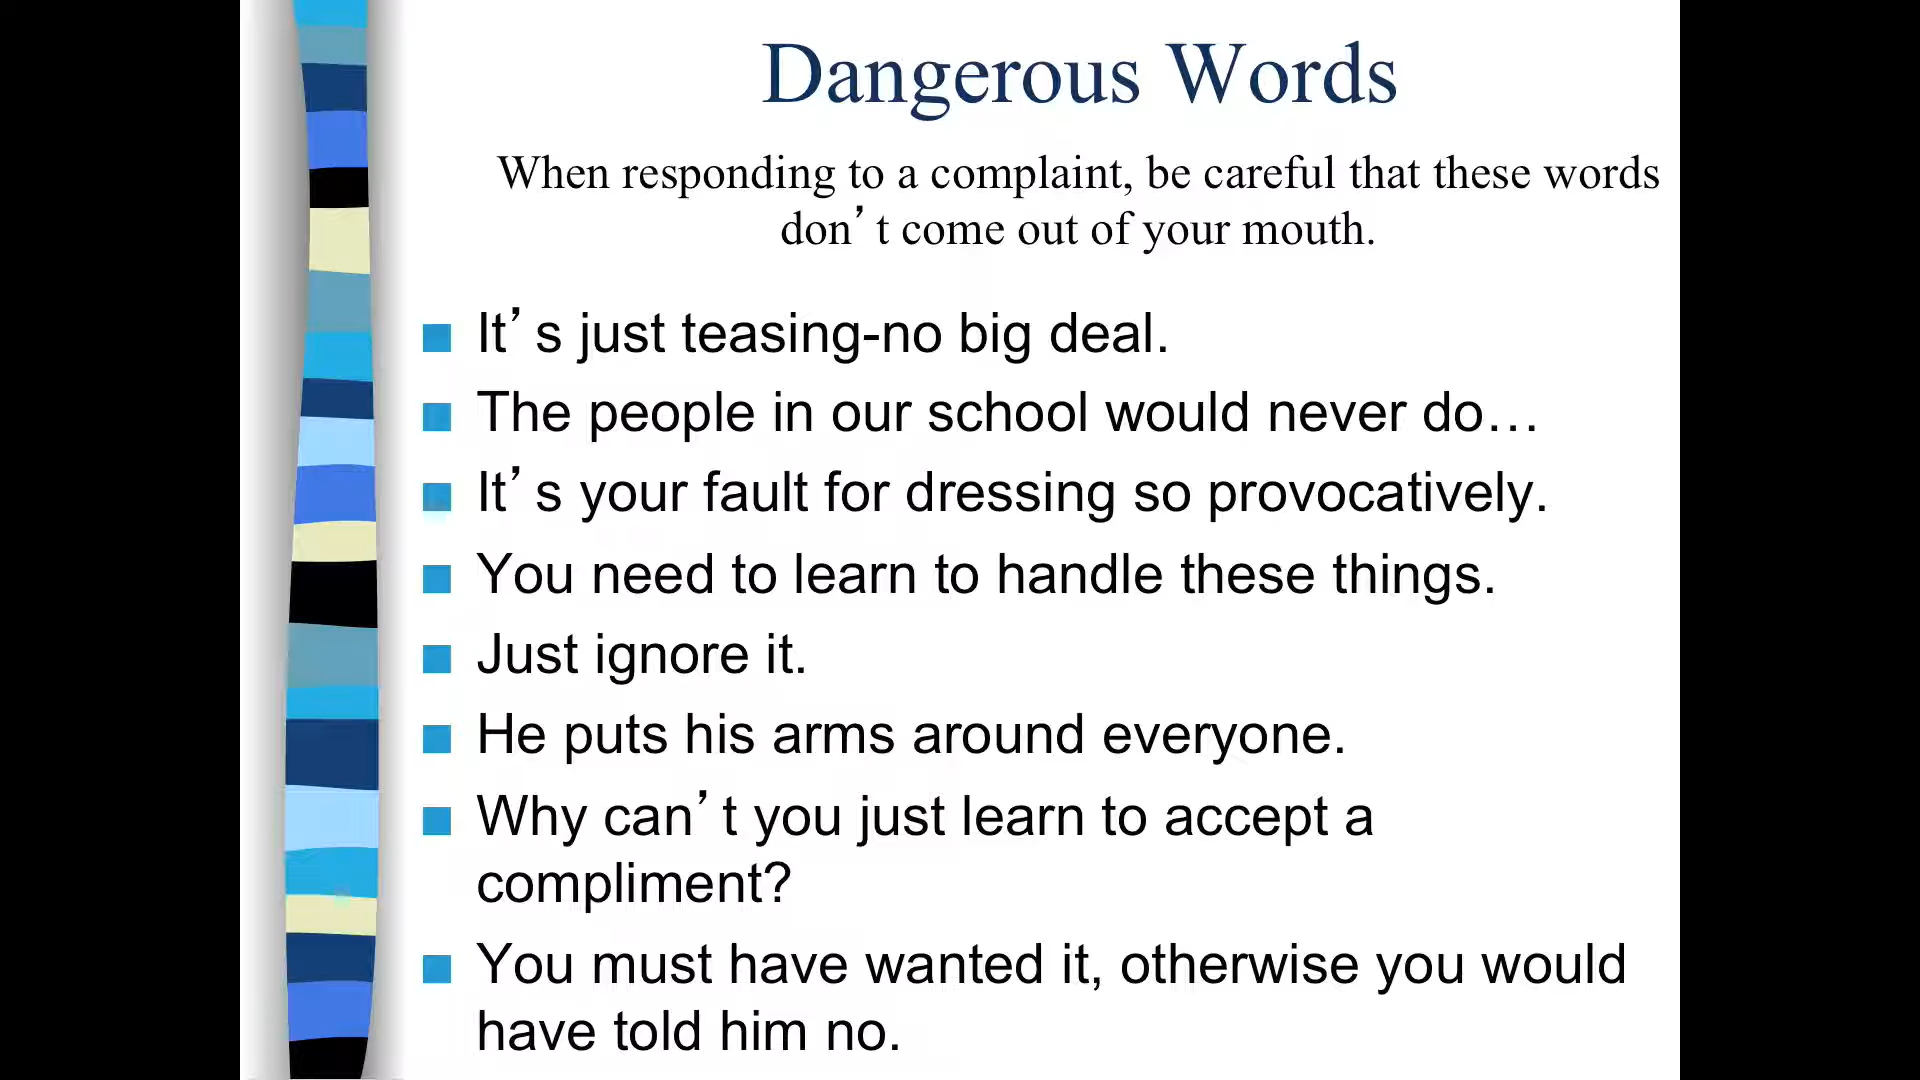 Dangerous Words
When responding to a complaint, be careful that these words
don’t come out of your mouth.
It’s just teasing-no big deal.
The people in our school would never do…
It’s your fault for dressing so provocatively.
You need to learn to handle these things.
Just ignore it.
He puts his arms around everyone.
Why can’t you just learn to accept a
compliment?
You must have wanted it, otherwise you would
have told him no.